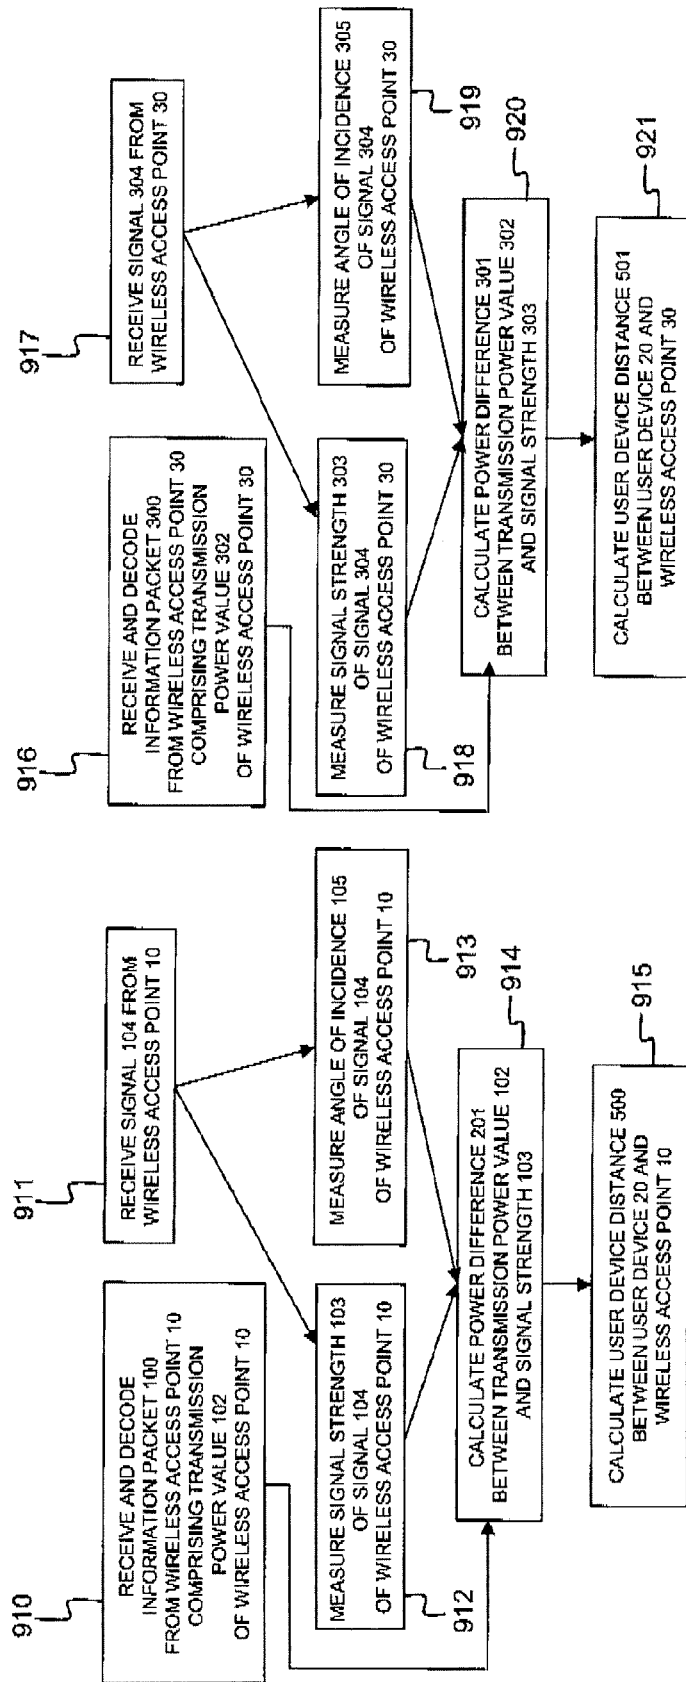 910
RECEIVE AND DECODE
INFORMATION PACKET 100
FROM WIRELESS ACCESS POINT 10
COMPRISING TRANSMISSION
POWER VALUE 102
OF WIRELESS ACCESS POINT 10
911
RECEIVE SIGNAL 104 FROM
WIRELESS ACCESS POINT 10
MEASURE SIGNAL STRENGTH 103
OF SIGNAL 104
OF WIRELESS ACCESS POINT 10
912
MEASURE ANGLE OF INCIDENCE 105
OF SIGNAL 104
OF WIRELESS ACCESS POINT 10
913
CALCULATE POWER DIFFERENCE 201
BETWEEN TRANSMISSION POWER VALUE 102
AND SIGNAL STRENGTH 103
914
CALCULATE USER DEVICE DISTANCE 500
BETWEEN USER DEVICE 20 AND
WIRELESS ACCESS POINT 10
915
916
RECEIVE AND DECODE
INFORMATION PACKET 300
FROM WIRELESS ACCESS POINT 30
COMPRISING TRANSMISSION
POWER VALUE 302
OF WIRELESS ACCESS POINT 30
917
RECEIVE SIGNAL 304 FROM
WIRELESS ACCESS POINT 30
MEASURE SIGNAL STRENGTH 303
OF SIGNAL 304
OF WIRELESS ACCESS POINT 30
918
MEASURE ANGLE OF INCIDENCE 305
OF SIGNAL 304
OF WIRELESS ACCESS POINT 30
919
CALCULATE POWER DIFFERENCE 301
BETWEEN TRANSMISSION POWER VALUE 302
AND SIGNAL STRENGTH 303
920
CALCULATE USER DEVICE DISTANCE 501
BETWEEN USER DEVICE 20 AND
WIRELESS ACCESS POINT 30
921